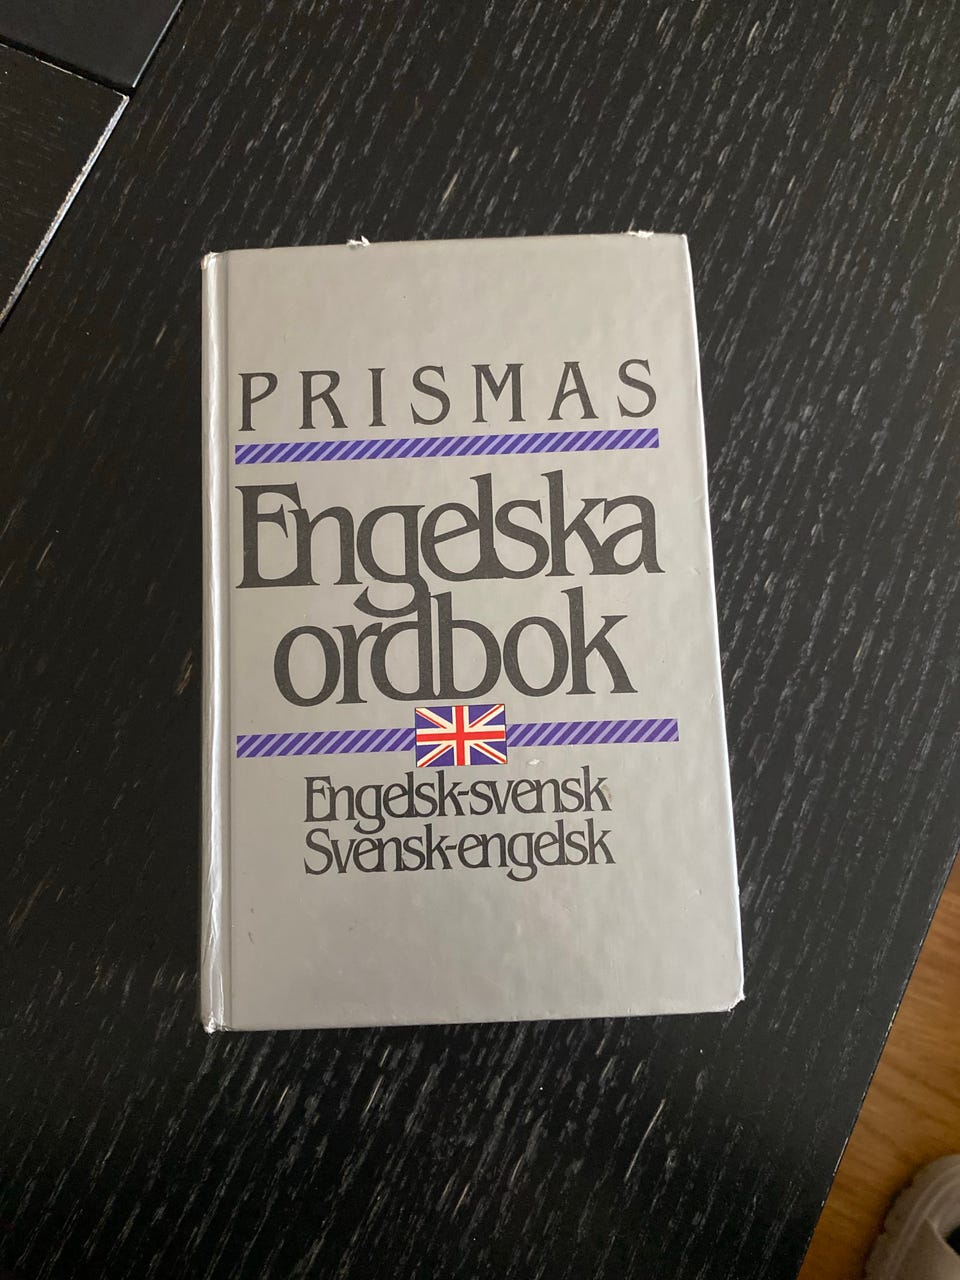 PRISMAS
Engelska
ordbok
Engelsk-svensk
Svensk-engelsk